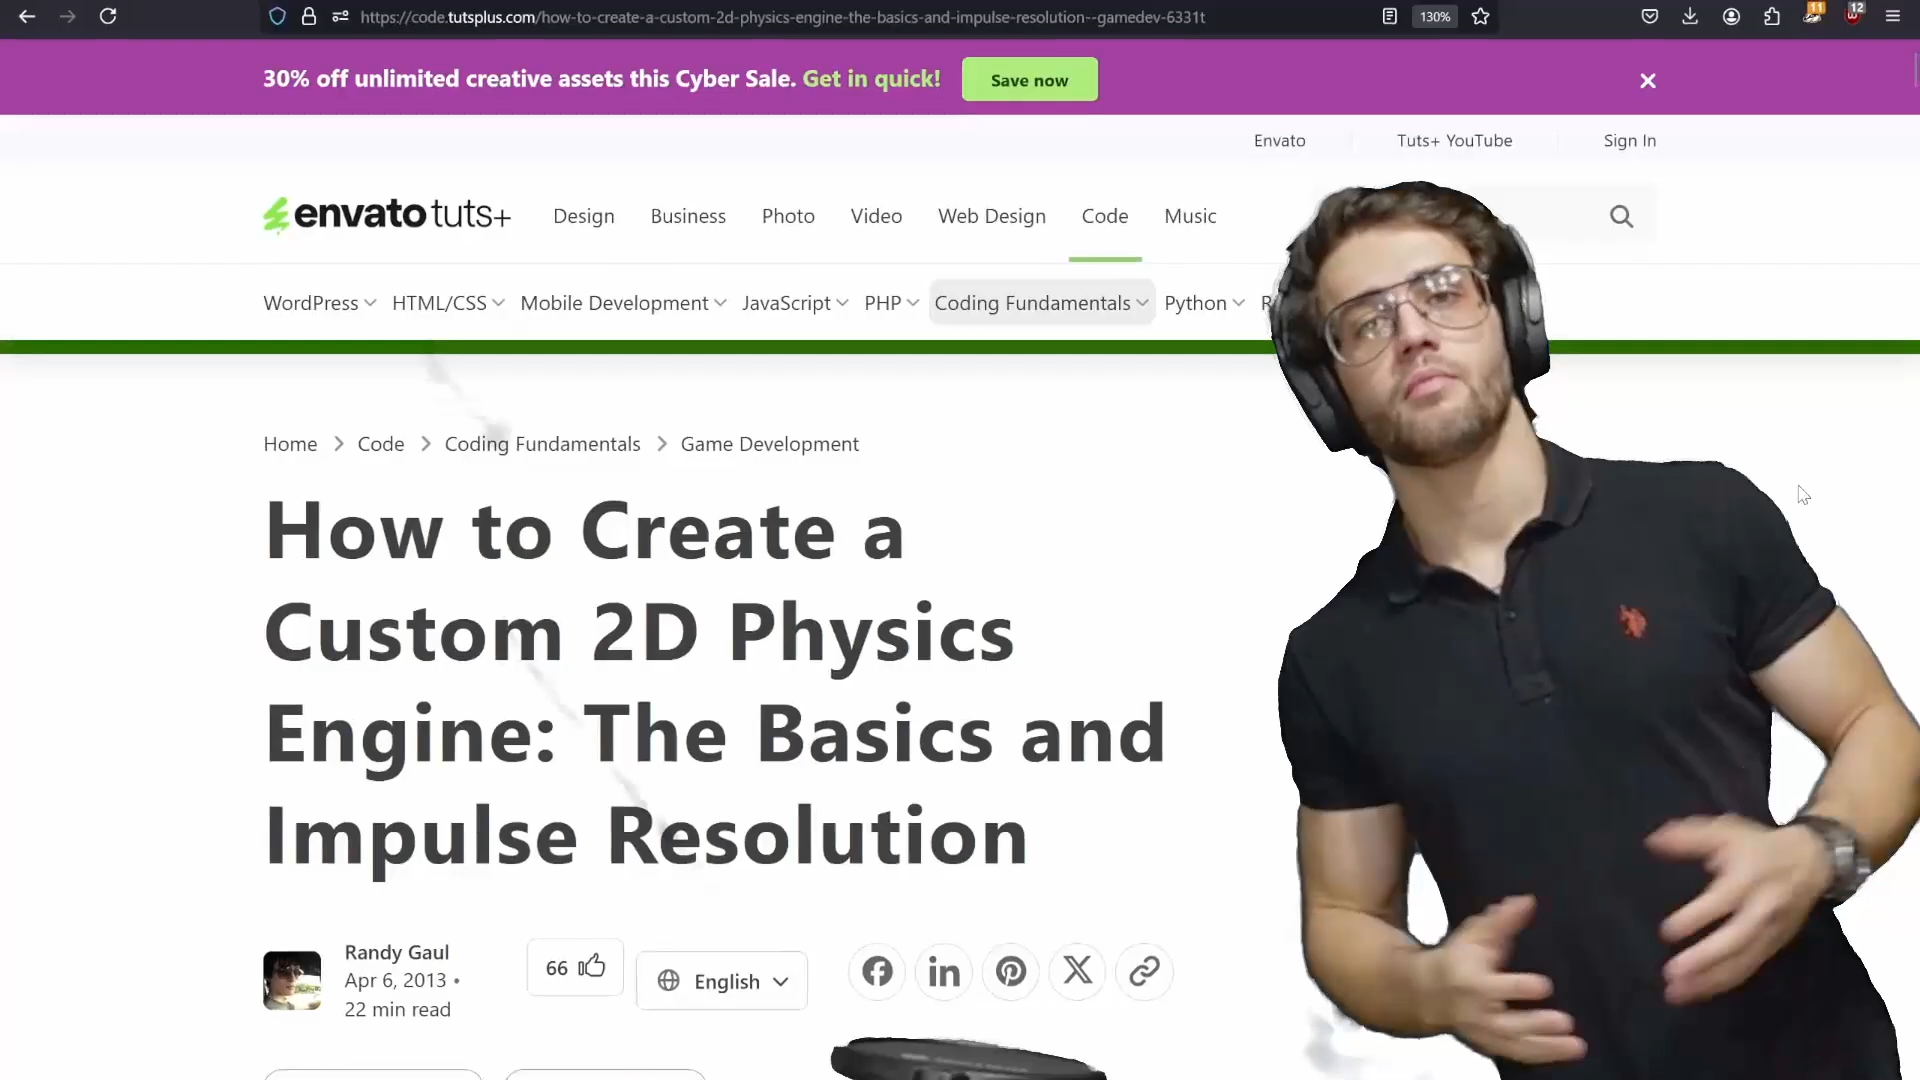 https://code.tutsplus.com/how-to-create-a-custom-2d-physics-engine-the-basics-and-impulse-resolution--gamedev-6331t
130%
11
12
30% off unlimited creative assets this Cyber Sale. Get in quick!
Save now
Envato
Tuts+ YouTube
Sign In
envato tuts+
Design
Business
Photo
Video
Web Design
Code
Music
WordPress
HTML/CSS
Mobile Development
JavaScript
PHP
Coding Fundamentals
Python
R
Home > Code > Coding Fundamentals > Game Development
How to Create a
Custom 2D Physics
Engine: The Basics and
Impulse Resolution
Randy Gaul
Apr 6, 2013 •
22 min read
66
English